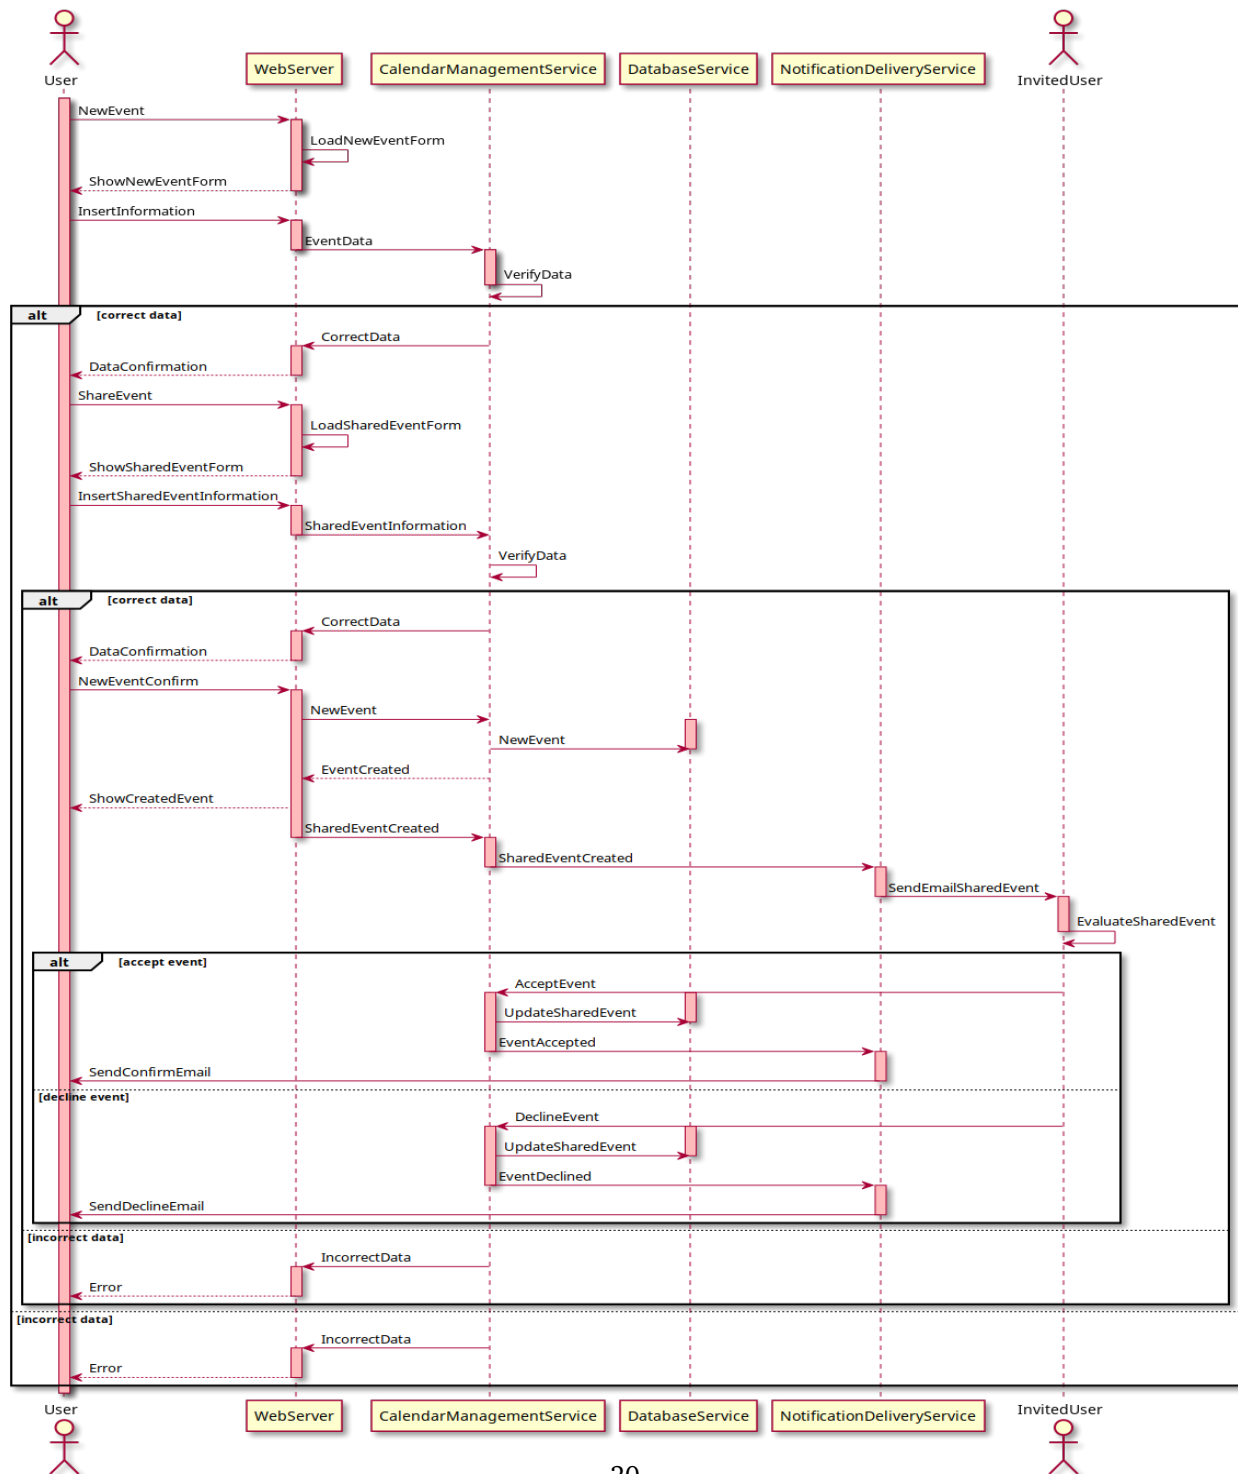 User
WebServer
CalendarManagementService
DatabaseService
NotificationDeliveryService
InvitedUser
NewEvent
LoadNewEventForm
ShowNewEventForm
InsertInformation
EventData
VerifyData
alt
[correct data]
CorrectData
DataConfirmation
ShareEvent
LoadSharedEventForm
ShowSharedEventForm
InsertSharedEventInformation
SharedEventInformation
VerifyData
alt
[correct data]
CorrectData
DataConfirmation
NewEventConfirm
NewEvent
NewEvent
EventCreated
ShowCreatedEvent
SharedEventCreated
SharedEventCreated
SendEmailSharedEvent
EvaluateSharedEvent
alt
[accept event]
AcceptEvent
UpdateSharedEvent
EventAccepted
SendConfirmEmail
[decline event]
DeclineEvent
UpdateSharedEvent
EventDeclined
SendDeclineEmail
[incorrect data]
IncorrectData
Error
[incorrect data]
IncorrectData
Error
User
WebServer
CalendarManagementService
DatabaseService
NotificationDeliveryService
InvitedUser